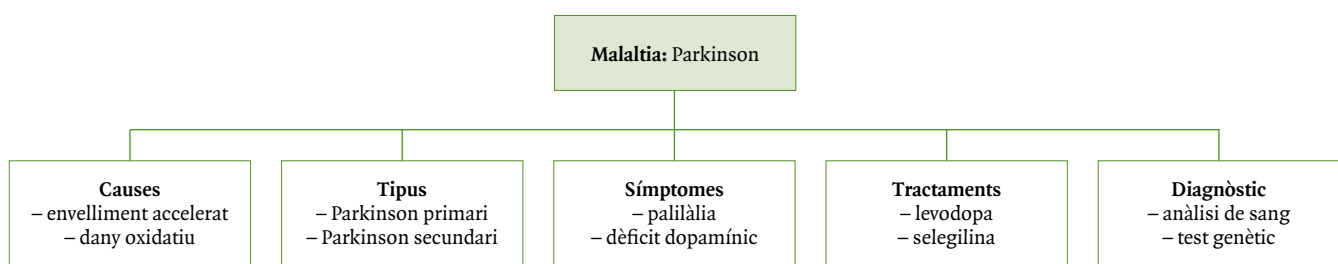 Malaltia: Parkinson
Causes
– envelliment accelerat
– dany oxidatiu
Tipus
– Parkinson primari
– Parkinson secundari
Símptomes
– palilàlia
– dèficit dopamínic
Tractaments
– levodopa
– selegilina
Diagnòstic
– anàlisi de sang
– test genètic